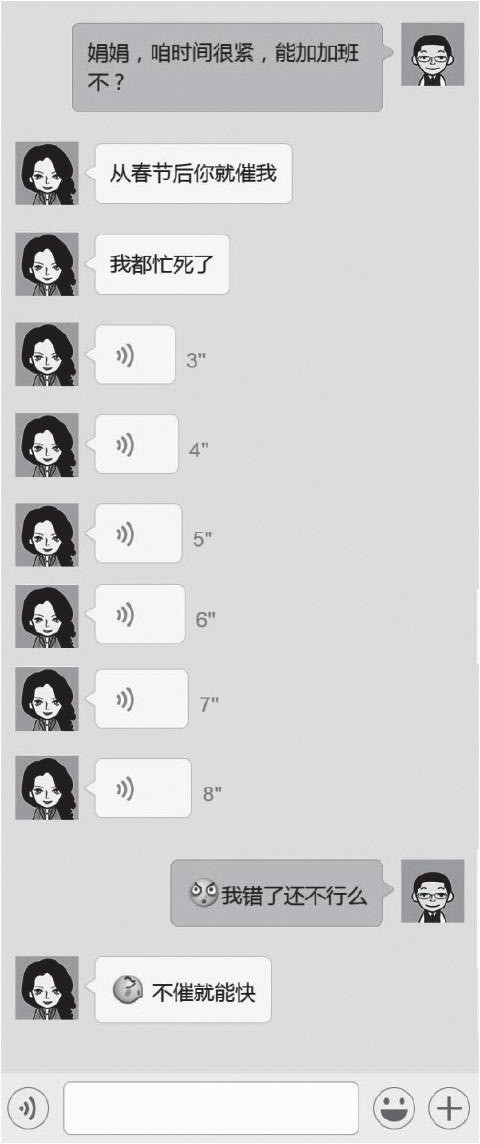 娟娟，咱时间很紧，能加加班
不？
从春节后你就催我
我都忙死了
3"
4"
5"
6"
7"
8"
我错了还不行么
不催就能快